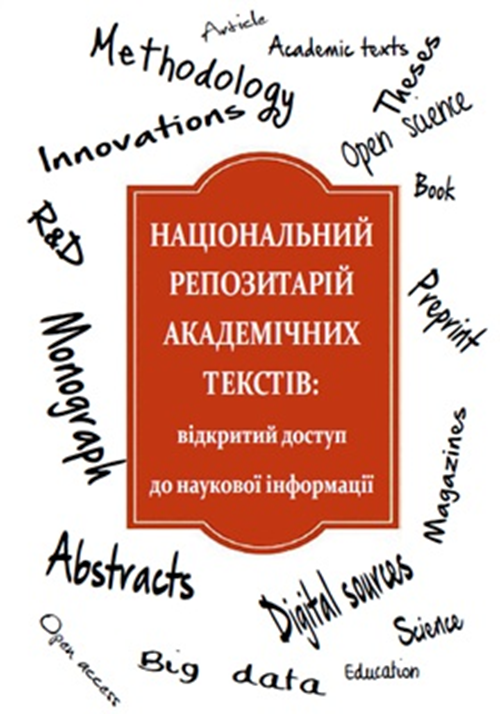 Article
Academic texts
Methodology
Theses
Open science
Innovations
Book
R&D
НАЦІОНАЛЬНИЙ
РЕПОЗИТАРІЙ
АКАДЕМІЧНИХ
ТЕКСТІВ:
відкритий доступ
до наукової інформації
Preprint
Monograph
Magazines
Abstracts
Digital sources
Science
Open access
Big data
Education